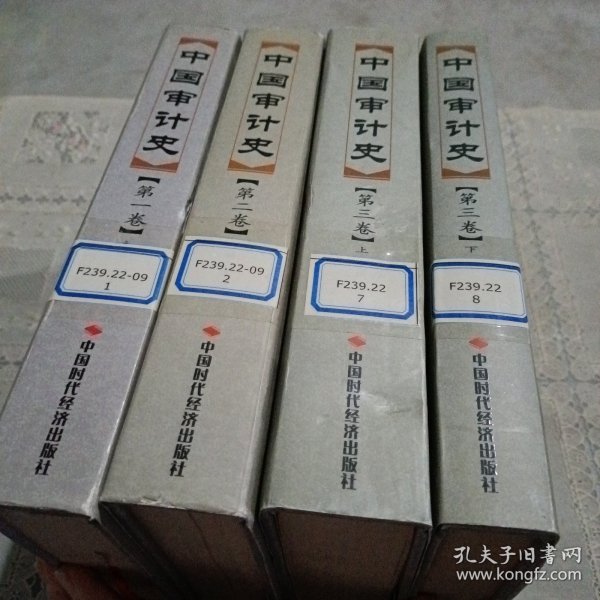 中国审计史
【第一卷】
F239.22-09
1
中国时代经济出版社
中国审计史
【第二卷】
F239.22-09
2
中国时代经济出版社
中国审计史
【第三卷】上
F239.22
7
中国时代经济出版社
中国审计史
【第三卷】下
F239.22
8
中国时代经济出版社
孔夫子旧书网
www.kongfz.com